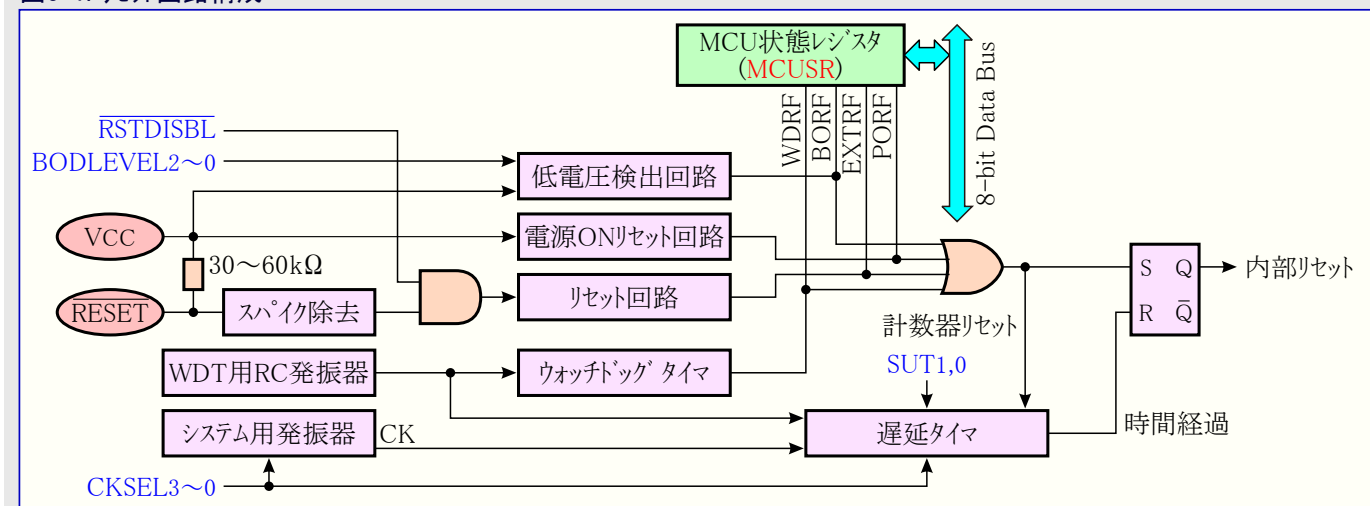 MCU状態レジスタ
(MCUSR)
WDRF
BORF
EXTRF
PORF
8-bit Data Bus
RSTDISBL
BODLEVEL2～0
低電圧検出回路
VCC
電源ONリセット回路
30～60kΩ
RESET
スパイク除去
リセット回路
S Q
R Q̄
内部リセット
計数器リセット
WDT用RC発振器
ウォッチドッグ タイマ
SUT1,0
システム用発振器
CK
遅延タイマ
時間経過
CKSEL3～0